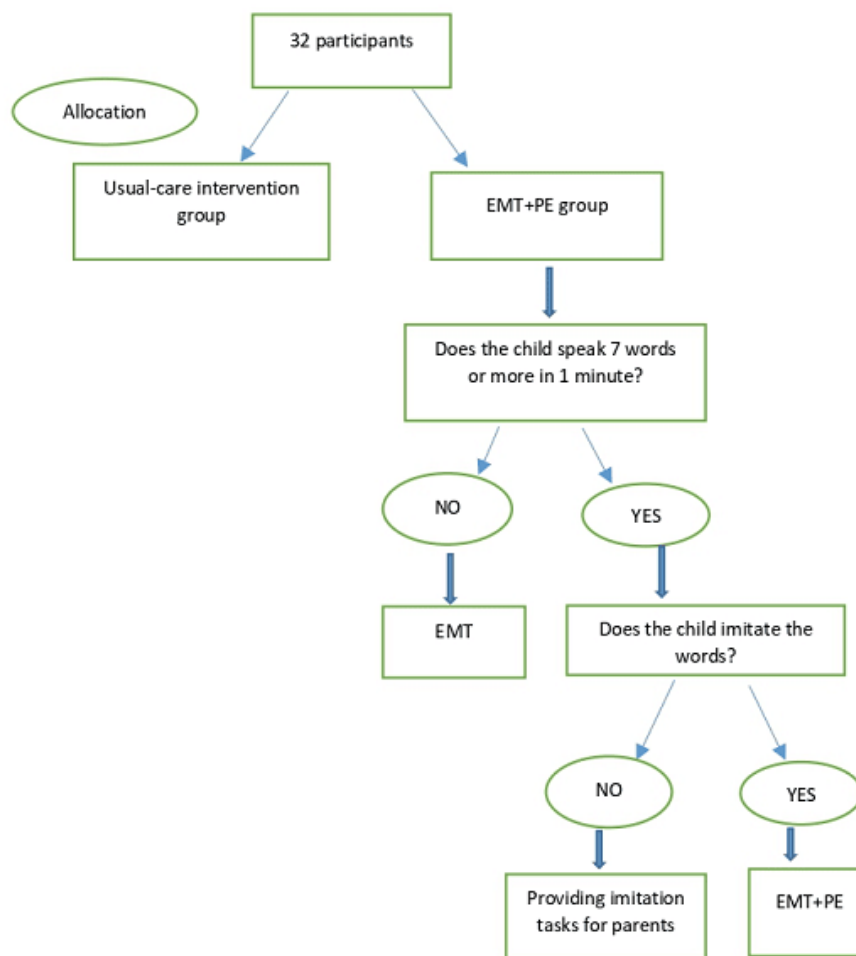 32 participants
Allocation
Usual-care intervention
group
EMT+PE group
Does the child speak 7 words
or more in 1 minute?
NO
YES
EMT
Does the child imitate the
words?
NO
YES
Providing imitation
tasks for parents
EMT+PE